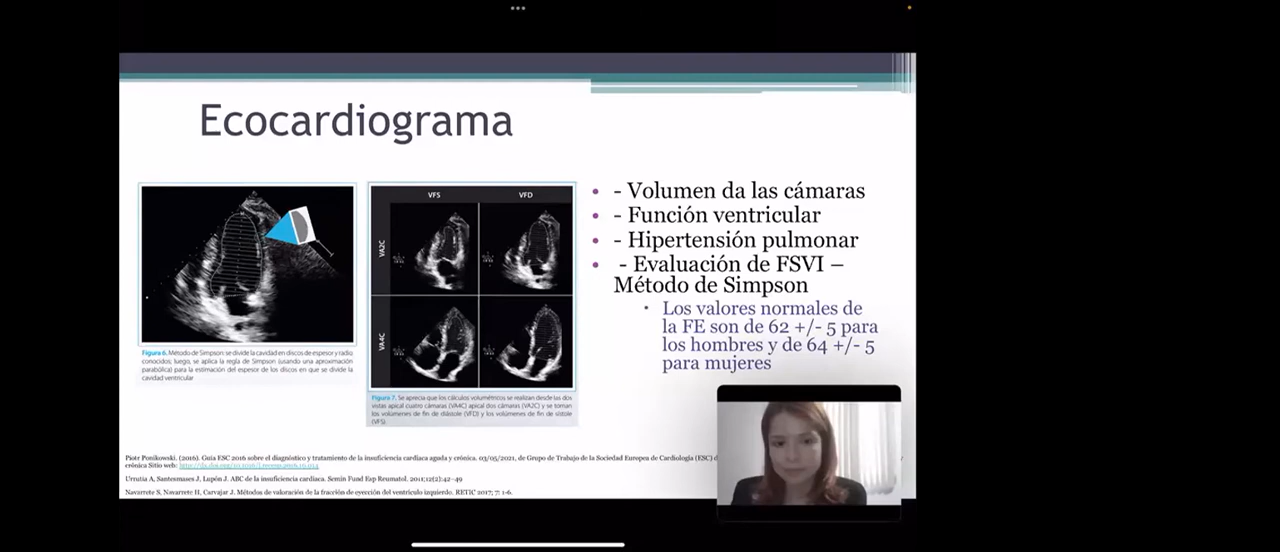 Ecocardiograma
Figura 6. Método de Simpson: se divide la cavidad en discos de espesor y radio
conocidos; luego, se aplica la regla de Simpson (usando una aproximación
parabólica) para la estimación del espesor de los discos en que se divide la
cavidad ventricular
VFS VFD
VA2C
VA4C
Figura 7. Se aprecia que los cálculos volumétricos se realizan desde las dos
vistas apical cuatro cámaras (VA4C) apical dos cámaras (VA2C) y se toman
los volúmenes de fin de diástole (VFD) y los volúmenes de fin de sístole
(VFS).
• - Volumen da las cámaras
• - Función ventricular
• - Hipertensión pulmonar
• - Evaluación de FSVI –
Método de Simpson
• Los valores normales de
la FE son de 62 +/- 5 para
los hombres y de 64 +/- 5
para mujeres
Piotr Ponikowski. (2016). Guía ESC 2016 sobre el diagnóstico y tratamiento de la insuficiencia cardíaca aguda y crónica. 03/05/2021, de Grupo de Trabajo de la Sociedad Europea de Cardiología (ESC)
crónica Sitio web:
Urrutia A, Santesmases J, Lupón J. ABC de la insuficiencia cardíaca. Semin Fund Esp Reumatol. 2011;12(2):42–49
Navarrete S, Navarrete H, Carvajar J. Métodos de valoración de la fracción de eyección del ventrículo izquierdo. RETIC 2017; 7: 1-6.